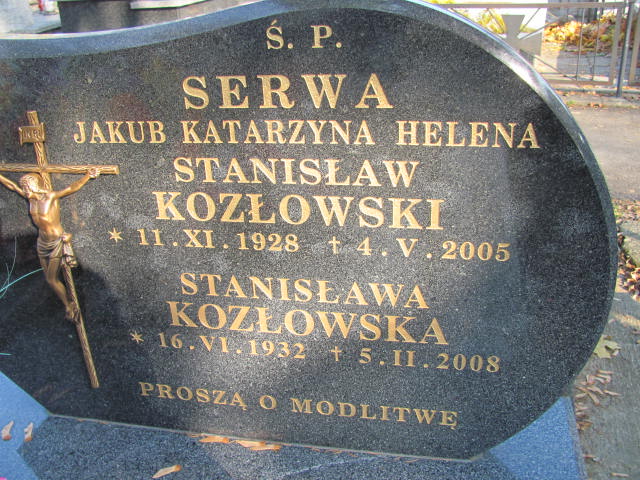 Ś. P.
SERWA
JAKUB KATARZYNA HELENA
STANISŁAW
KOZŁOWSKI
* 11.XI.1928 † 4.V.2005
STANISŁAWA
KOZŁOWSKA
* 16.VI.1932 † 5.II.2008
PROSZĄ O MODLITWĘ